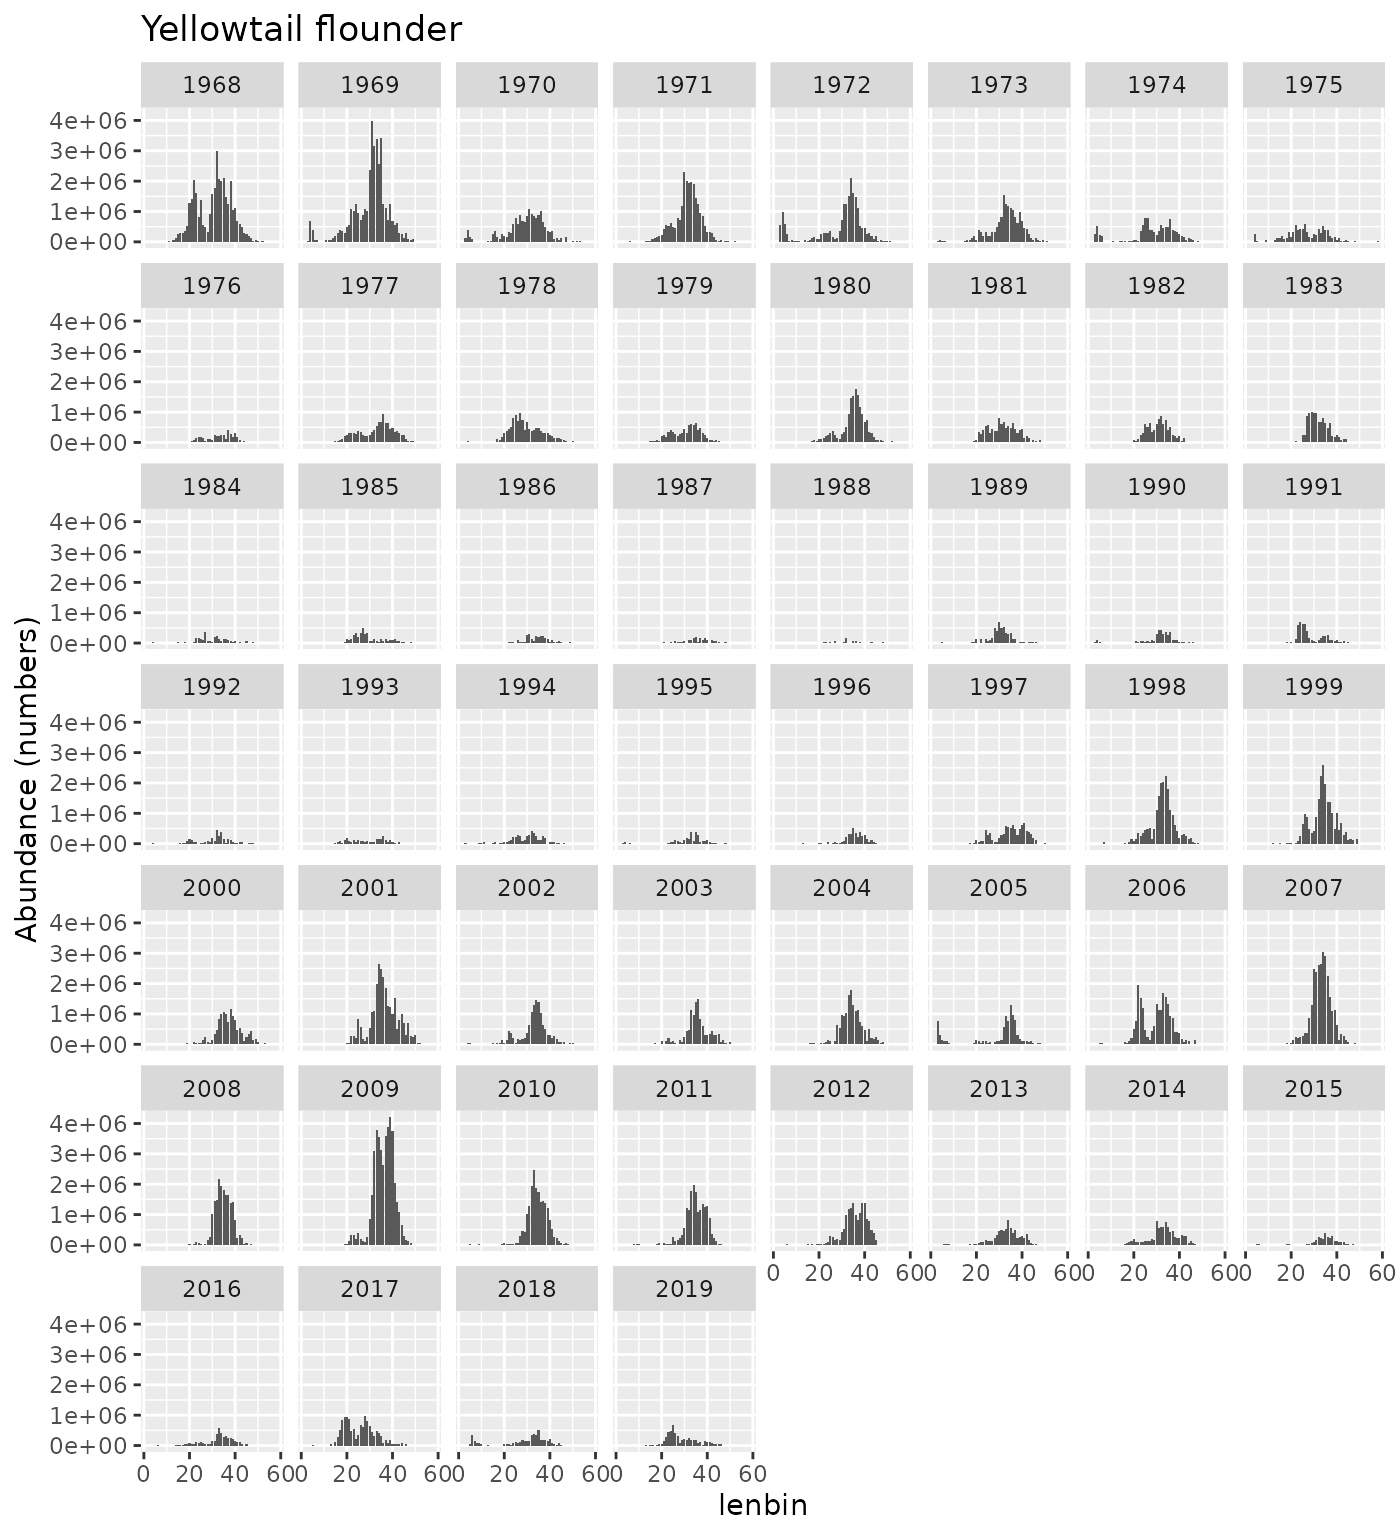 Yellowtail flounder
1968 1969 1970 1971 1972 1973 1974 1975
4e+06
3e+06
2e+06
1e+06
0e+00
1976 1977 1978 1979 1980 1981 1982 1983
4e+06
3e+06
2e+06
1e+06
0e+00
1984 1985 1986 1987 1988 1989 1990 1991
4e+06
3e+06
2e+06
1e+06
0e+00
1992 1993 1994 1995 1996 1997 1998 1999
4e+06
3e+06
2e+06
1e+06
0e+00
Abundance (numbers)
2000 2001 2002 2003 2004 2005 2006 2007
4e+06
3e+06
2e+06
1e+06
0e+00
2008 2009 2010 2011 2012 2013 2014 2015
4e+06
3e+06
2e+06
1e+06
0e+00
0 20 40 60 0 20 40 60 0 20 40 60 0 20 40 60
2016 2017 2018 2019
4e+06
3e+06
2e+06
1e+06
0e+00
0 20 40 60 0 20 40 60 0 20 40 60 0 20 40 60
lenbin